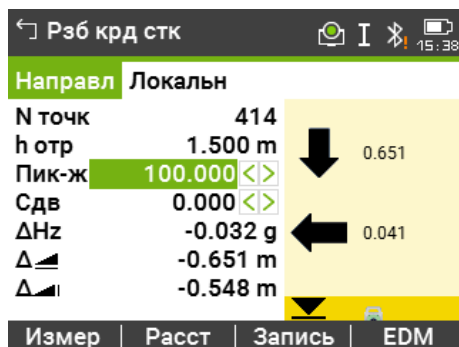 Рзб крд стк
I
15:38
Направл Локальн
N точк 414
h отр 1.500 m
Пик-ж 100.000
Сдв 0.000
ΔHz -0.032 g
Δ -0.651 m
Δ -0.548 m
0.651
0.041
Измер | Расст | Запись | EDM